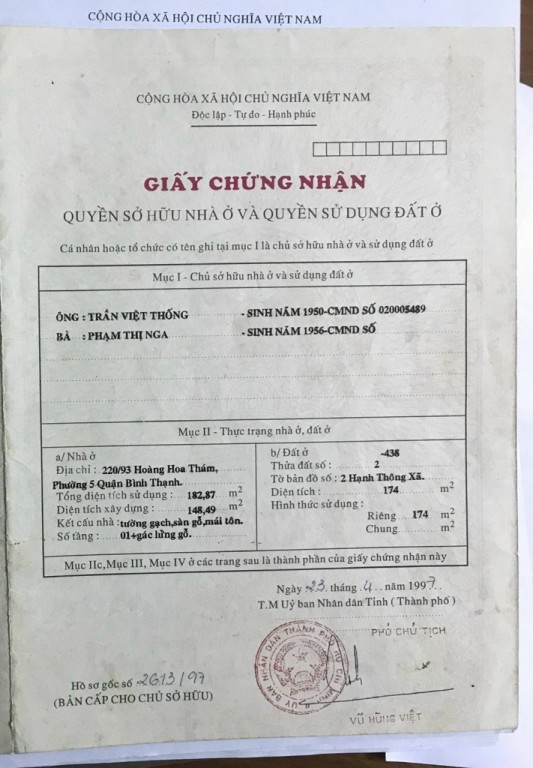 CỘNG HÒA XÃ HỘI CHỦ NGHĨA VIỆT NAM
CỘNG HÒA XÃ HỘI CHỦ NGHĨA VIỆT NAM
Độc lập - Tự do - Hạnh phúc
GIẤY CHỨNG NHẬN
QUYỀN SỞ HỮU NHÀ Ở VÀ QUYỀN SỬ DỤNG ĐẤT Ở
Cá nhân hoặc tổ chức có tên ghi tại mục I là chủ sở hữu nhà ở và sử dụng đất ở
Mục I - Chủ sở hữu nhà ở và sử dụng đất ở
ÔNG : TRẦN VIỆT THỐNG - SINH NĂM 1950-CMND SỐ 020005489
BÀ : PHẠM THỊ NGA - SINH NĂM 1956-CMND SỐ
Mục II - Thực trạng nhà ở, đất ở
a/ Nhà ở
Địa chỉ : 220/93 Hoàng Hoa Thám,
Phường 5 Quận Bình Thạnh.
Tổng diện tích sử dụng : 182,87 m2
Diện tích xây dựng : 148,49 m2
Kết cấu nhà : tường gạch,sàn gỗ,mái tôn.
Số tầng : 01+gác lửng gỗ.
b/ Đất ở -438
Thửa đất số : 2
Tờ bản đồ số : 2 Hạnh Thông Xã.
Diện tích : 174 m2
Hình thức sử dụng :
Riêng 174 m2
Chung m2
Mục IIc,Mục III, Mục IV ở các trang sau là thành phần của giấy chứng nhận này
Ngày 23 tháng 4 năm 1997
T.M Uỷ ban Nhân dân Tỉnh ( Thành phố )
PHÓ CHỦ TỊCH
ỦY BAN NHÂN DÂN THÀNH PHỐ HỒ CHÍ MINH
Hồ sơ gốc số 2613/97
(BẢN CẤP CHO CHỦ SỞ HỮU)
VŨ HÙNG VIỆT